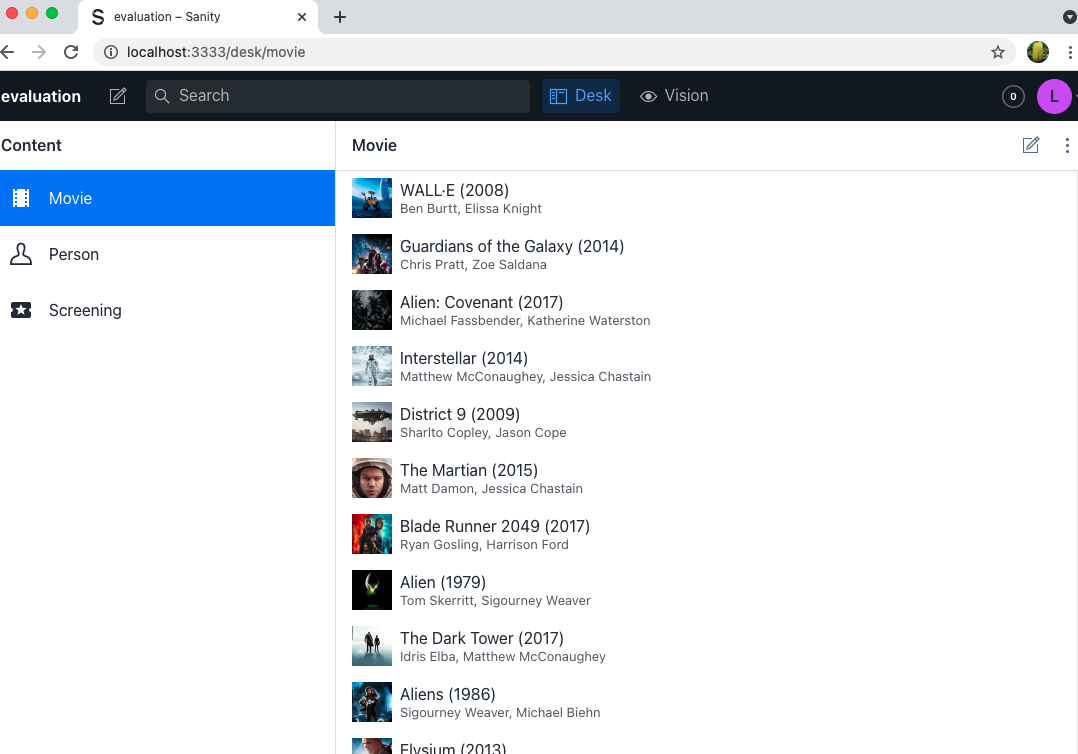 evaluation – Sanity
localhost:3333/desk/movie
evaluation
Search
Desk
Vision
0
L
Content
Movie
Person
Screening
Movie
WALL·E (2008)
Ben Burtt, Elissa Knight
Guardians of the Galaxy (2014)
Chris Pratt, Zoe Saldana
Alien: Covenant (2017)
Michael Fassbender, Katherine Waterston
Interstellar (2014)
Matthew McConaughey, Jessica Chastain
District 9 (2009)
Sharlto Copley, Jason Cope
The Martian (2015)
Matt Damon, Jessica Chastain
Blade Runner 2049 (2017)
Ryan Gosling, Harrison Ford
Alien (1979)
Tom Skerritt, Sigourney Weaver
The Dark Tower (2017)
Idris Elba, Matthew McConaughey
Aliens (1986)
Sigourney Weaver, Michael Biehn
Elysium (2013)